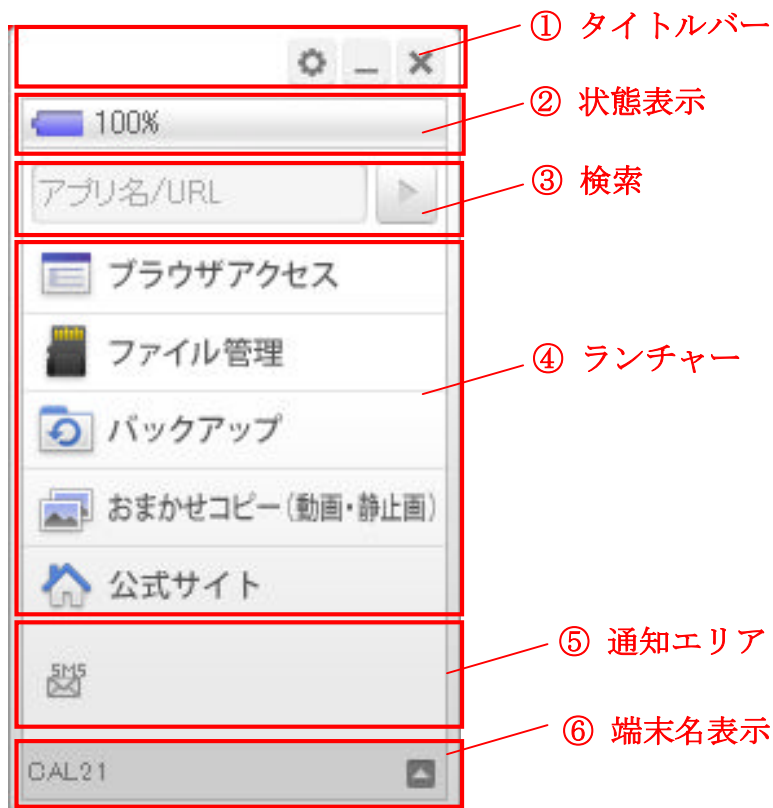 ① タイトルバー
② 状態表示
100%
③ 検索
アプリ名/URL
ブラウザアクセス
ファイル管理
④ ランチャー
バックアップ
おまかせコピー(動画・静止画)
公式サイト
⑤ 通知エリア
SMS
⑥ 端末名表示
CAL21